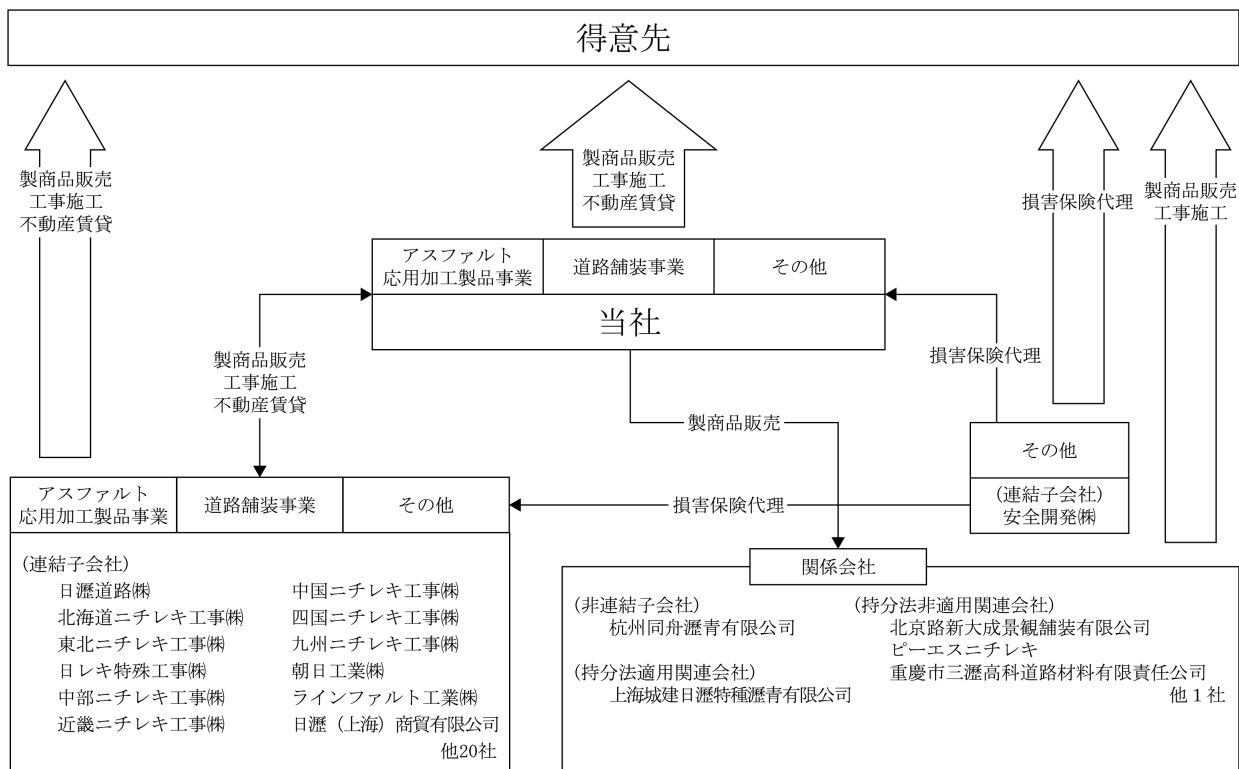 得意先
製商品販売
工事施工
不動産賃貸
製商品販売
工事施工
不動産賃貸
損害保険代理
製商品販売
工事施工
アスファルト
応用加工製品事業
道路舗装事業
その他
当社
製商品販売
工事施工
不動産賃貸
損害保険代理
製商品販売
その他
(連結子会社)
安全開発㈱
損害保険代理
アスファルト
応用加工製品事業
道路舗装事業
その他
(連結子会社)
日瀝道路㈱
北海道ニチレキ工事㈱
東北ニチレキ工事㈱
日レキ特殊工事㈱
中部ニチレキ工事㈱
近畿ニチレキ工事㈱
中国ニチレキ工事㈱
四国ニチレキ工事㈱
九州ニチレキ工事㈱
朝日工業㈱
ラインファルト工業㈱
日瀝（上海）商貿有限公司
他20社
関係会社
(非連結子会社)
杭州同舟瀝青有限公司
(持分法適用関連会社)
上海城建日瀝特種瀝青有限公司
(持分法非適用関連会社)
北京路新大成景観舗装有限公司
ピーエスニチレキ
重慶市三瀝高科道路材料有限責任公司
他１社